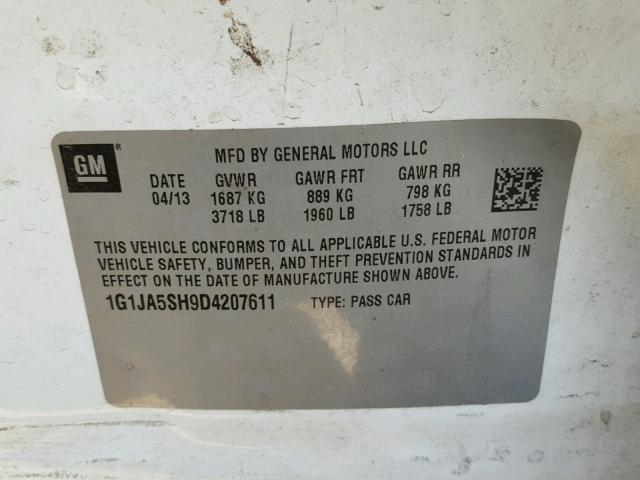 GM
MFD BY GENERAL MOTORS LLC
DATE GVWR GAWR FRT GAWR RR
04/13 1687 KG 889 KG 798 KG
3718 LB 1960 LB 1758 LB
THIS VEHICLE CONFORMS TO ALL APPLICABLE U.S. FEDERAL MOTOR
VEHICLE SAFETY, BUMPER, AND THEFT PREVENTION STANDARDS IN
EFFECT ON THE DATE OF MANUFACTURE SHOWN ABOVE.
1G1JA5SH9D4207611 TYPE: PASS CAR